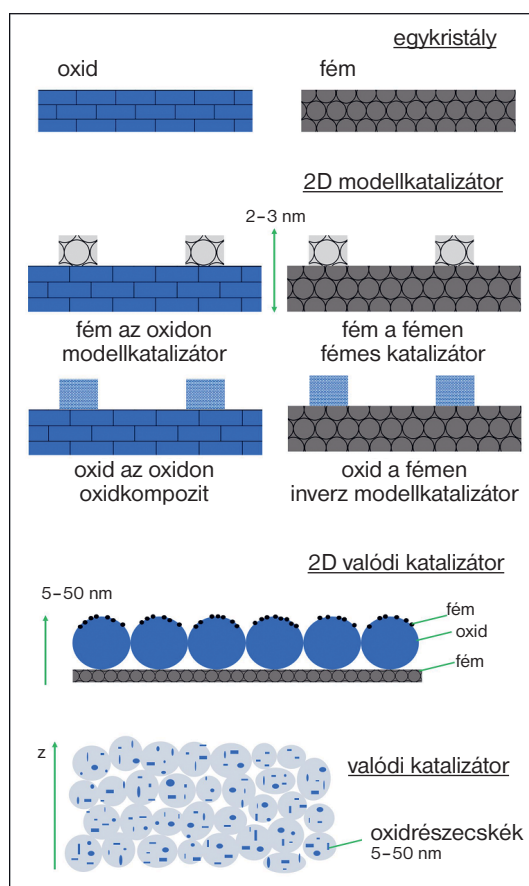 egykristály
oxid
fém
2D modellkatalizátor
2–3 nm
fém az oxidon
modellkatalizátor
fém a fémen
fémes katalizátor
oxid az oxidon
oxidkompozit
oxid a fémen
inverz modellkatalizátor
2D valódi katalizátor
5–50 nm
fém
oxid
fém
z
valódi katalizátor
oxidrészecskék
5–50 nm